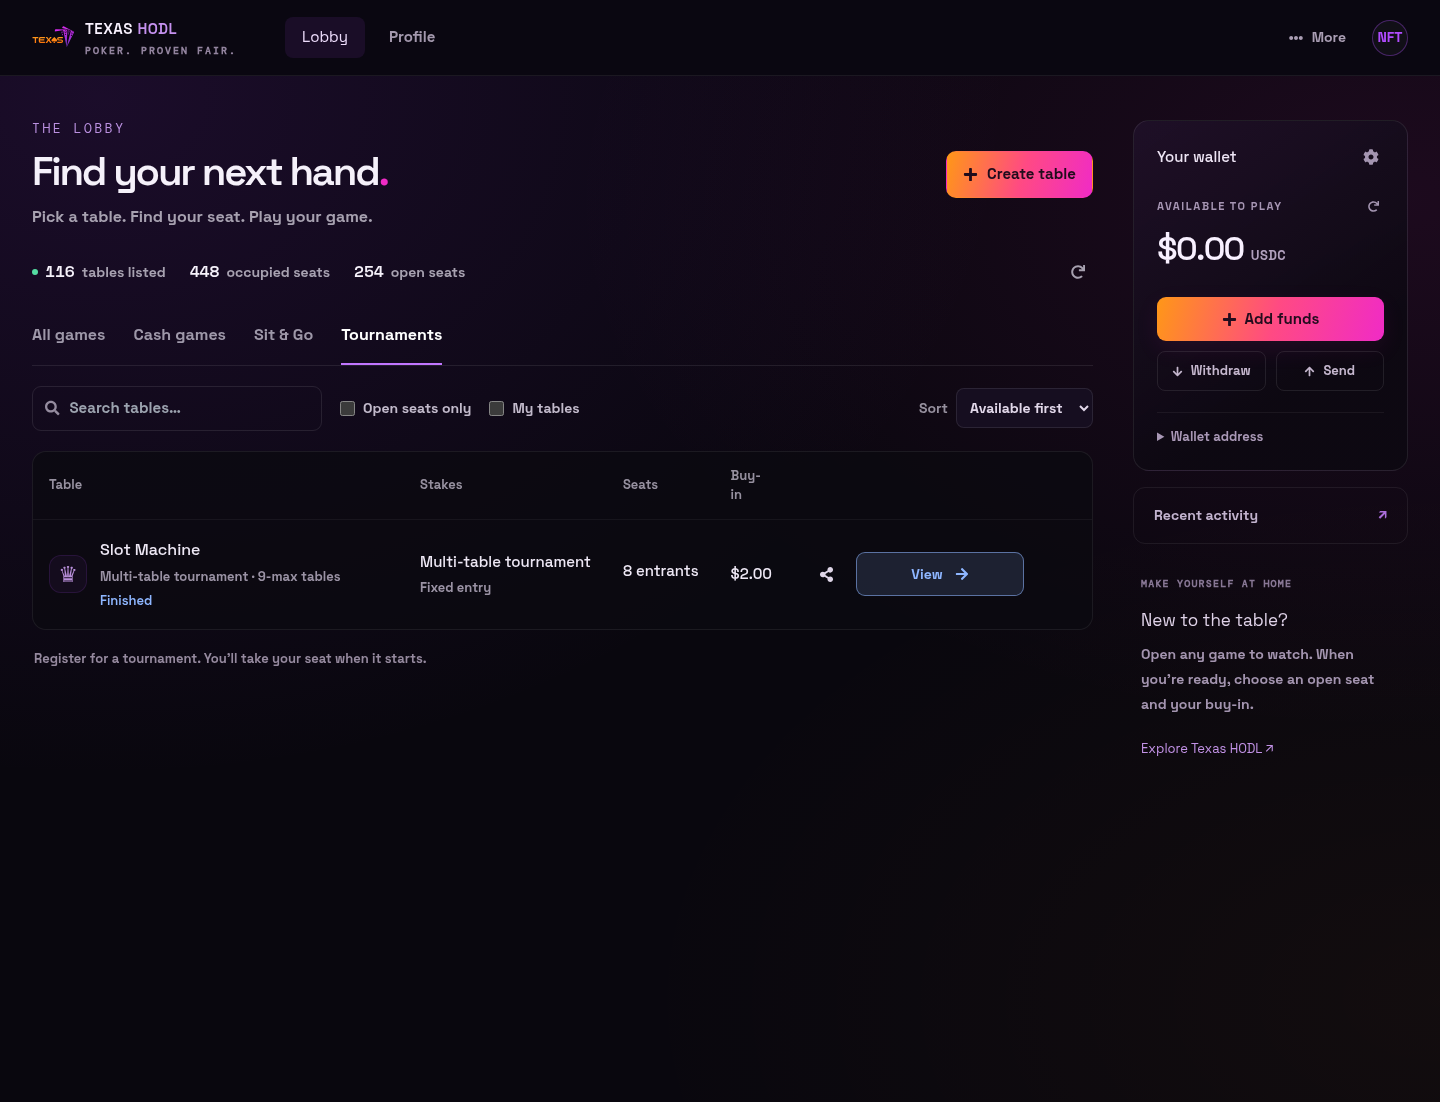 TEXAS
TEXAS HODL
POKER. PROVEN FAIR.
Lobby
Profile
More
NFT
THE LOBBY
Find your next hand.
Pick a table. Find your seat. Play your game.
Create table
116 tables listed
448 occupied seats
254 open seats
All games
Cash games
Sit & Go
Tournaments
Search tables...
Open seats only
My tables
Sort
Available first
Table
Stakes
Seats
Buy-
in
Slot Machine
Multi-table tournament · 9-max tables
Finished
Multi-table tournament
Fixed entry
8 entrants
$2.00
View
Register for a tournament. You'll take your seat when it starts.
Your wallet
AVAILABLE TO PLAY
$0.00 USDC
Add funds
Withdraw
Send
Wallet address
Recent activity
MAKE YOURSELF AT HOME
New to the table?
Open any game to watch. When
you're ready, choose an open seat
and your buy-in.
Explore Texas HODL